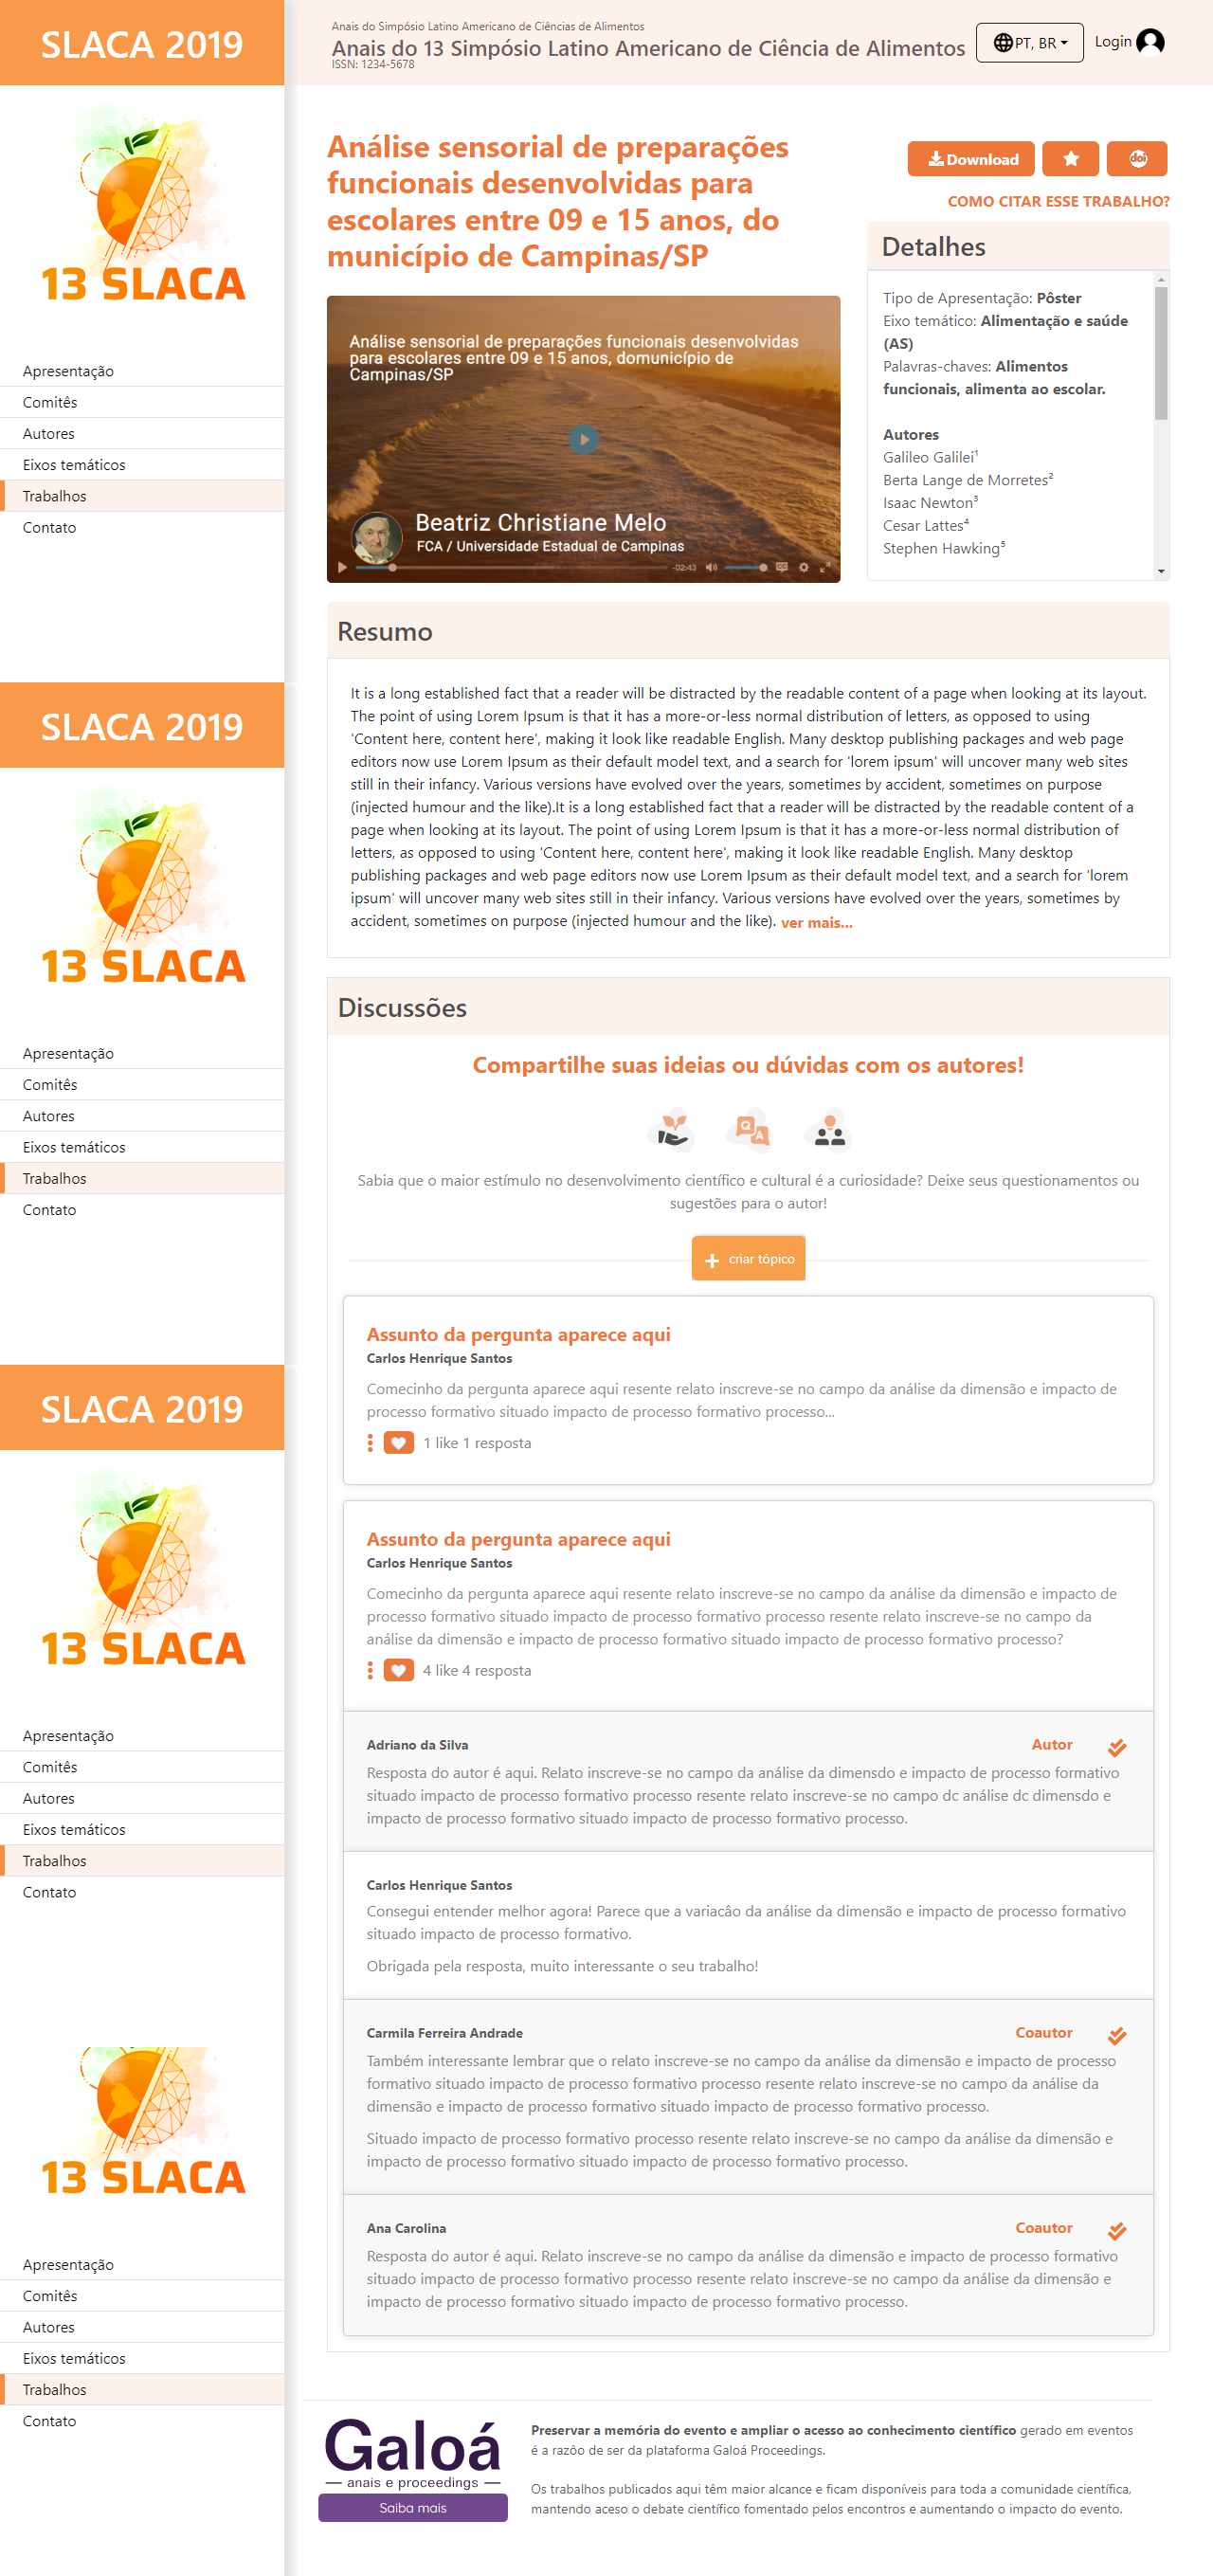 SLACA 2019
13 SLACA
Apresentação
Comitês
Autores
Eixos temáticos
Trabalhos
Contato
SLACA 2019
13 SLACA
Apresentação
Comitês
Autores
Eixos temáticos
Trabalhos
Contato
SLACA 2019
13 SLACA
Apresentação
Comitês
Autores
Eixos temáticos
Trabalhos
Contato
13 SLACA
Apresentação
Comitês
Autores
Eixos temáticos
Trabalhos
Contato
Anais do Simpósio Latino Americano de Ciências de Alimentos
Anais do 13 Simpósio Latino Americano de Ciência de Alimentos
ISSN: 1234-5678
PT, BR
Login
Análise sensorial de preparações
funcionais desenvolvidas para
escolares entre 09 e 15 anos, do
município de Campinas/SP
Download
doi
COMO CITAR ESSE TRABALHO?
Análise sensorial de preparações funcionais desenvolvidas
para escolares entre 09 e 15 anos, domunicípio de
Campinas/SP
Beatriz Christiane Melo
FCA / Universidade Estadual de Campinas
-02:43
Detalhes
Tipo de Apresentação: Pôster
Eixo temático: Alimentação e saúde
(AS)
Palavras-chaves: Alimentos
funcionais, alimenta ao escolar.
Autores
Galileo Galilei¹
Berta Lange de Morretes²
Isaac Newton³
Cesar Lattes⁴
Stephen Hawking⁵
Resumo
It is a long established fact that a reader will be distracted by the readable content of a page when looking at its layout.
The point of using Lorem Ipsum is that it has a more-or-less normal distribution of letters, as opposed to using
'Content here, content here', making it look like readable English. Many desktop publishing packages and web page
editors now use Lorem Ipsum as their default model text, and a search for 'lorem ipsum' will uncover many web sites
still in their infancy. Various versions have evolved over the years, sometimes by accident, sometimes on purpose
(injected humour and the like).It is a long established fact that a reader will be distracted by the readable content of a
page when looking at its layout. The point of using Lorem Ipsum is that it has a more-or-less normal distribution of
letters, as opposed to using 'Content here, content here', making it look like readable English. Many desktop
publishing packages and web page editors now use Lorem Ipsum as their default model text, and a search for 'lorem
ipsum' will uncover many web sites still in their infancy. Various versions have evolved over the years, sometimes by
accident, sometimes on purpose (injected humour and the like). ver mais...
Discussões
Compartilhe suas ideias ou dúvidas com os autores!
Q A
Sabia que o maior estímulo no desenvolvimento científico e cultural é a curiosidade? Deixe seus questionamentos ou
sugestões para o autor!
+ criar tópico
Assunto da pergunta aparece aqui
Carlos Henrique Santos
Comecinho da pergunta aparece aqui resente relato inscreve-se no campo da análise da dimensão e impacto de
processo formativo situado impacto de processo formativo processo...
1 like 1 resposta
Assunto da pergunta aparece aqui
Carlos Henrique Santos
Comecinho da pergunta aparece aqui resente relato inscreve-se no campo da análise da dimensão e impacto de
processo formativo situado impacto de processo formativo processo resente relato inscreve-se no campo da
análise da dimensão e impacto de processo formativo situado impacto de processo formativo processo?
4 like 4 resposta
Adriano da Silva
Autor
Resposta do autor é aqui. Relato inscreve-se no campo da análise da dimensdo e impacto de processo formativo
situado impacto de processo formativo processo resente relato inscreve-se no campo dc análise dc dimensdo e
impacto de processo formativo situado impacto de processo formativo processo.
Carlos Henrique Santos
Consegui entender melhor agora! Parece que a variacâo da análise da dimensão e impacto de processo formativo
situado impacto de processo formativo.
Obrigada pela resposta, muito interessante o seu trabalho!
Carmila Ferreira Andrade
Coautor
Também interessante lembrar que o relato inscreve-se no campo da análise da dimensão e impacto de processo
formativo situado impacto de processo formativo processo resente relato inscreve-se no campo da análise da
dimensão e impacto de processo formativo situado impacto de processo formativo processo.
Situado impacto de processo formativo processo resente relato inscreve-se no campo da análise da dimensão e
impacto de processo formativo situado impacto de processo formativo processo.
Ana Carolina
Coautor
Resposta do autor é aqui. Relato inscreve-se no campo da análise da dimensão e impacto de processo formativo
situado impacto de processo formativo processo resente relato inscreve-se no campo da análise da dimensão e
impacto de processo formativo situado impacto de processo formativo processo.
Galoá
anais e proceedings
Saiba mais
Preservar a memória do evento e ampliar o acesso ao conhecimento científico gerado em eventos
é a razôo de ser da plataforma Galoá Proceedings.
Os trabalhos publicados aqui têm maior alcance e ficam disponíveis para toda a comunidade científica,
mantendo aceso o debate científico fomentado pelos encontros e aumentando o impacto do evento.